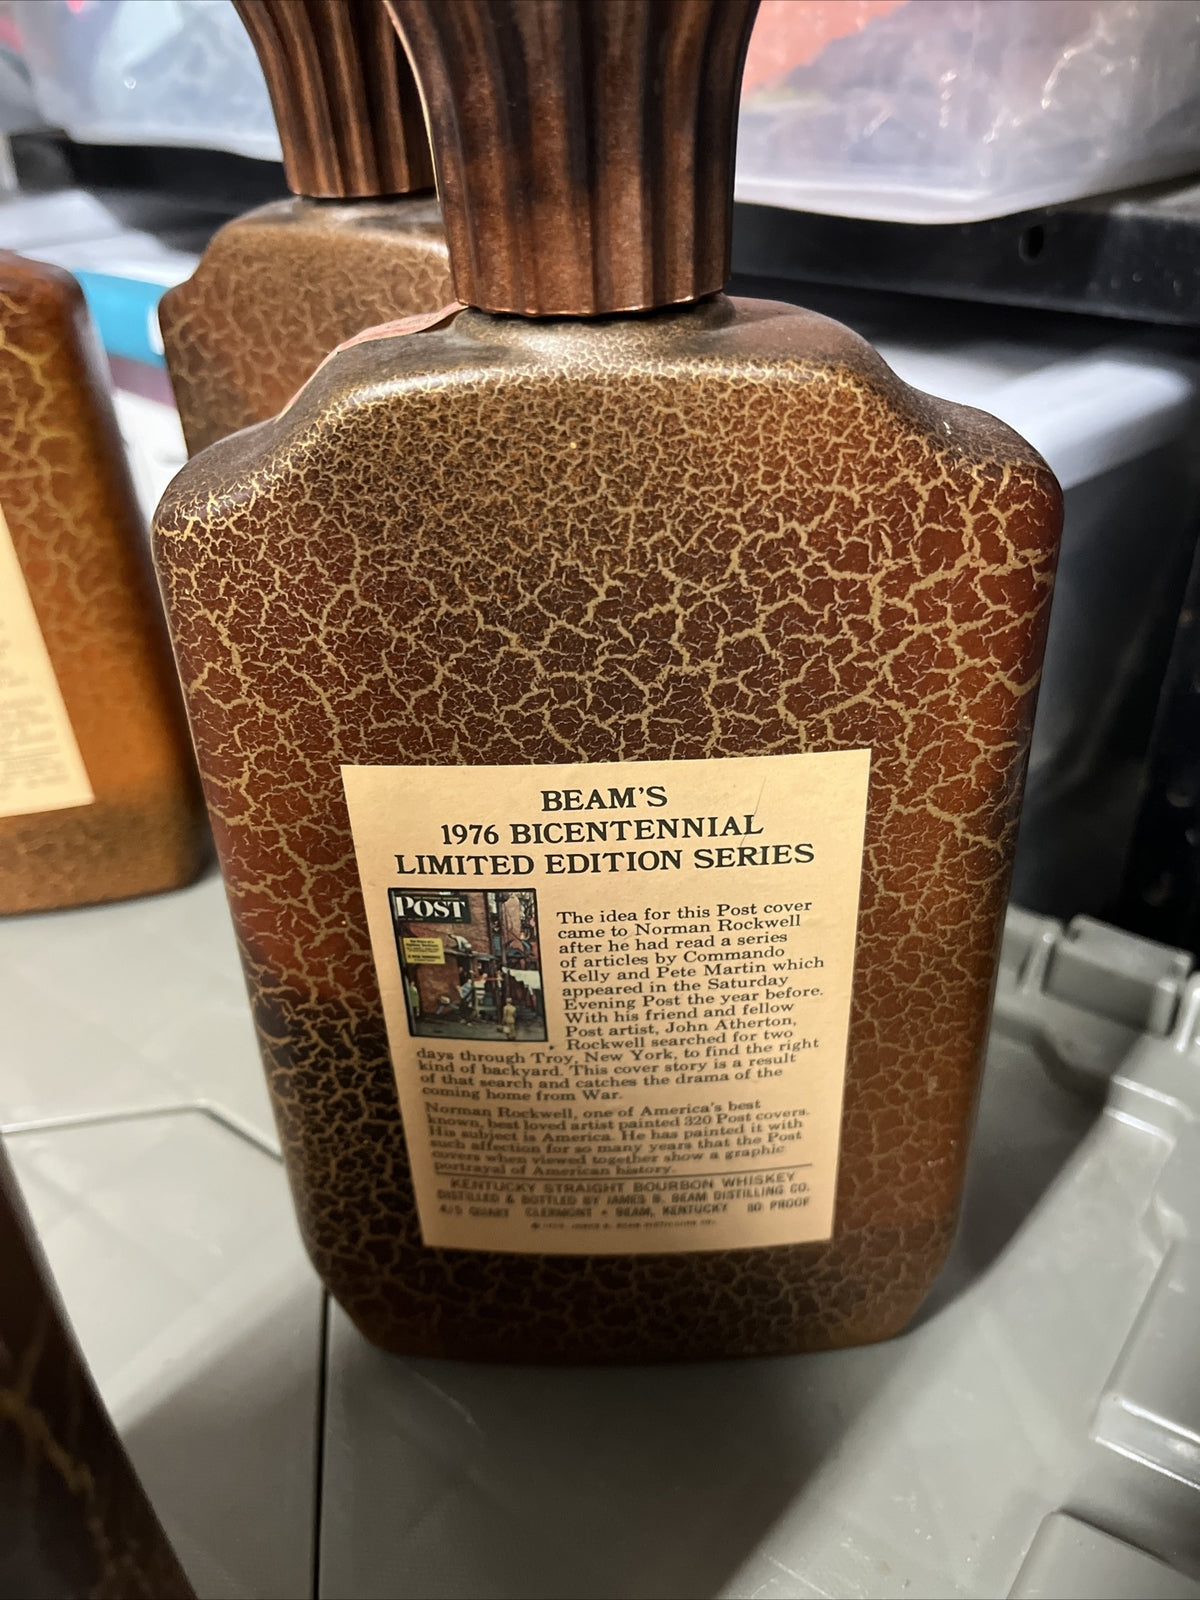 BEAM'S
1976 BICENTENNIAL
LIMITED EDITION SERIES
POST
The idea for this Post cover
came to Norman Rockwell
after he had read a series
of articles by Commando
Kelly and Pete Martin which
appeared in the Saturday
Evening Post the year before.
With his friend and fellow
Post artist, John Atherton,
Rockwell searched for two
days through Troy, New York, to find the right
kind of backyard. This cover story is a result
of that search and catches the drama of the
coming home from War.
Norman Rockwell, one of America's best
known, best loved artist painted 320 Post covers.
His subject is America. He has painted it with
such affection for so many years that the Post
covers when viewed together show a graphic
portrayal of American history.
KENTUCKY STRAIGHT BOURBON WHISKEY
DISTILLED & BOTTLED BY JAMES B. BEAM DISTILLING CO.
4/5 QUART CLERMONT • BEAM, KENTUCKY 80 PROOF
JAMES B. BEAM DISTILLING CO.